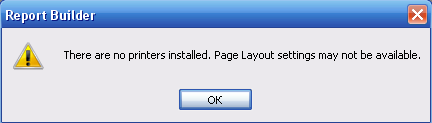 Report Builder
There are no printers installed. Page Layout settings may not be available.
OK